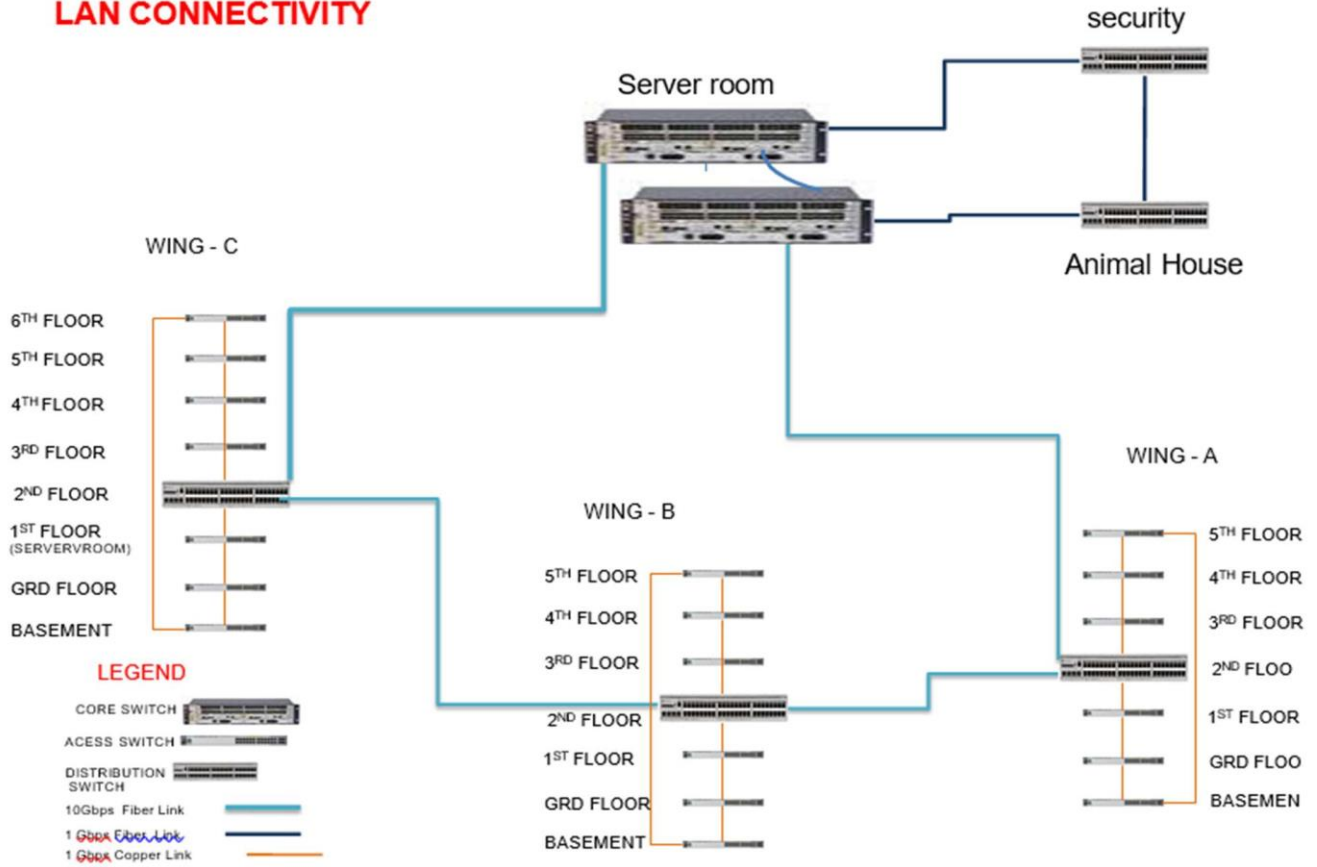 LAN CONNECTIVITY
security
Server room
Animal House
WING - C
6TH FLOOR
5TH FLOOR
4TH FLOOR
3RD FLOOR
2ND FLOOR
1ST FLOOR
(SERVERVROOM)
GRD FLOOR
BASEMENT
WING - B
5TH FLOOR
4TH FLOOR
3RD FLOOR
2ND FLOOR
1ST FLOOR
GRD FLOOR
BASEMENT
WING - A
5TH FLOOR
4TH FLOOR
3RD FLOOR
2ND FLOO
1ST FLOOR
GRD FLOO
BASEMEN
LEGEND
CORE SWITCH
ACESS SWITCH
DISTRIBUTION
SWITCH
10Gbps Fiber Link
1 Gbps Fiber Link
1 Gbps Copper Link